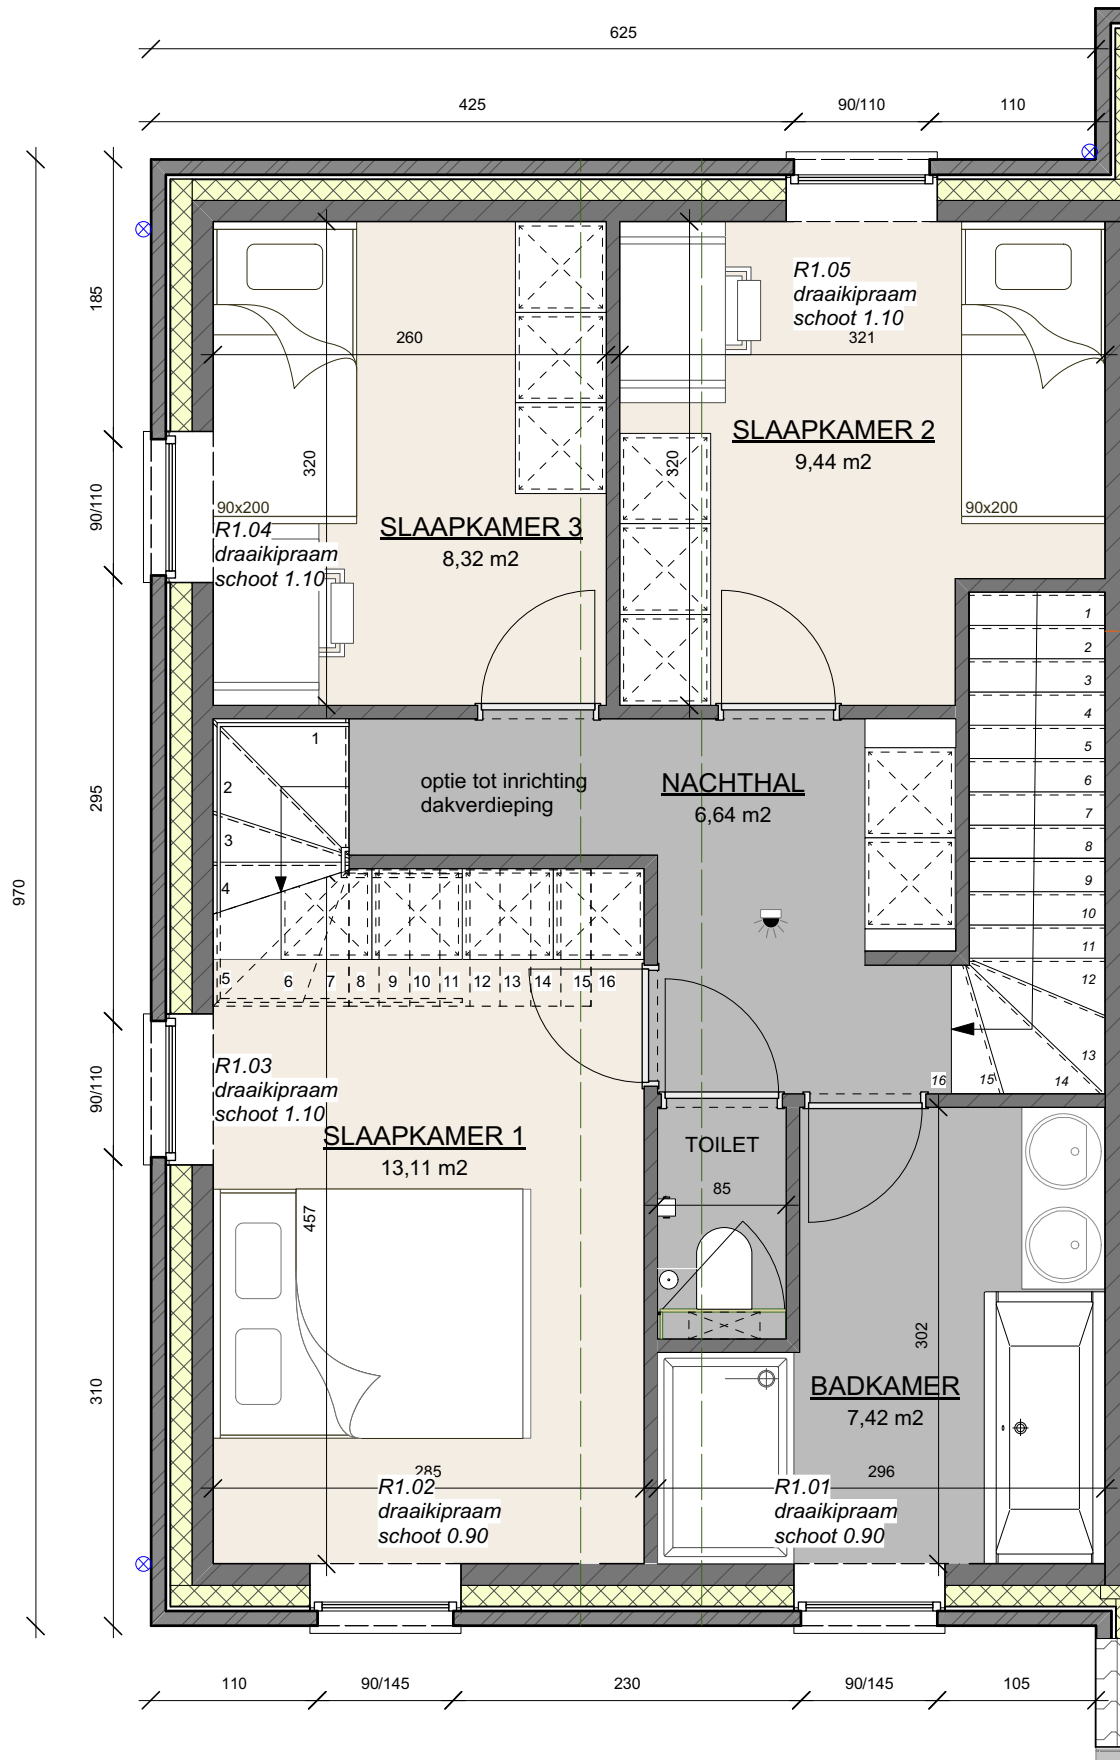 625
425
90/110
110
185
90/110
295
90/110
310
970
R1.05
draaikipraam
schoot 1.10
260
321
SLAAPKAMER 2
9,44 m2
320
320
90x200
90x200
R1.04
draaikipraam
schoot 1.10
SLAAPKAMER 3
8,32 m2
1
2
3
4
5
6
7
8
9
10
11
12
13
14
15
16
1
2
3
4
optie tot inrichting
dakverdieping
NACHTHAL
6,64 m2
5 6 7 8 9 10 11 12 13 14 15 16
R1.03
draaikipraam
schoot 1.10
SLAAPKAMER 1
13,11 m2
457
TOILET
85
302
BADKAMER
7,42 m2
285
R1.02
draaikipraam
schoot 0.90
296
R1.01
draaikipraam
schoot 0.90
110
90/145
230
90/145
105